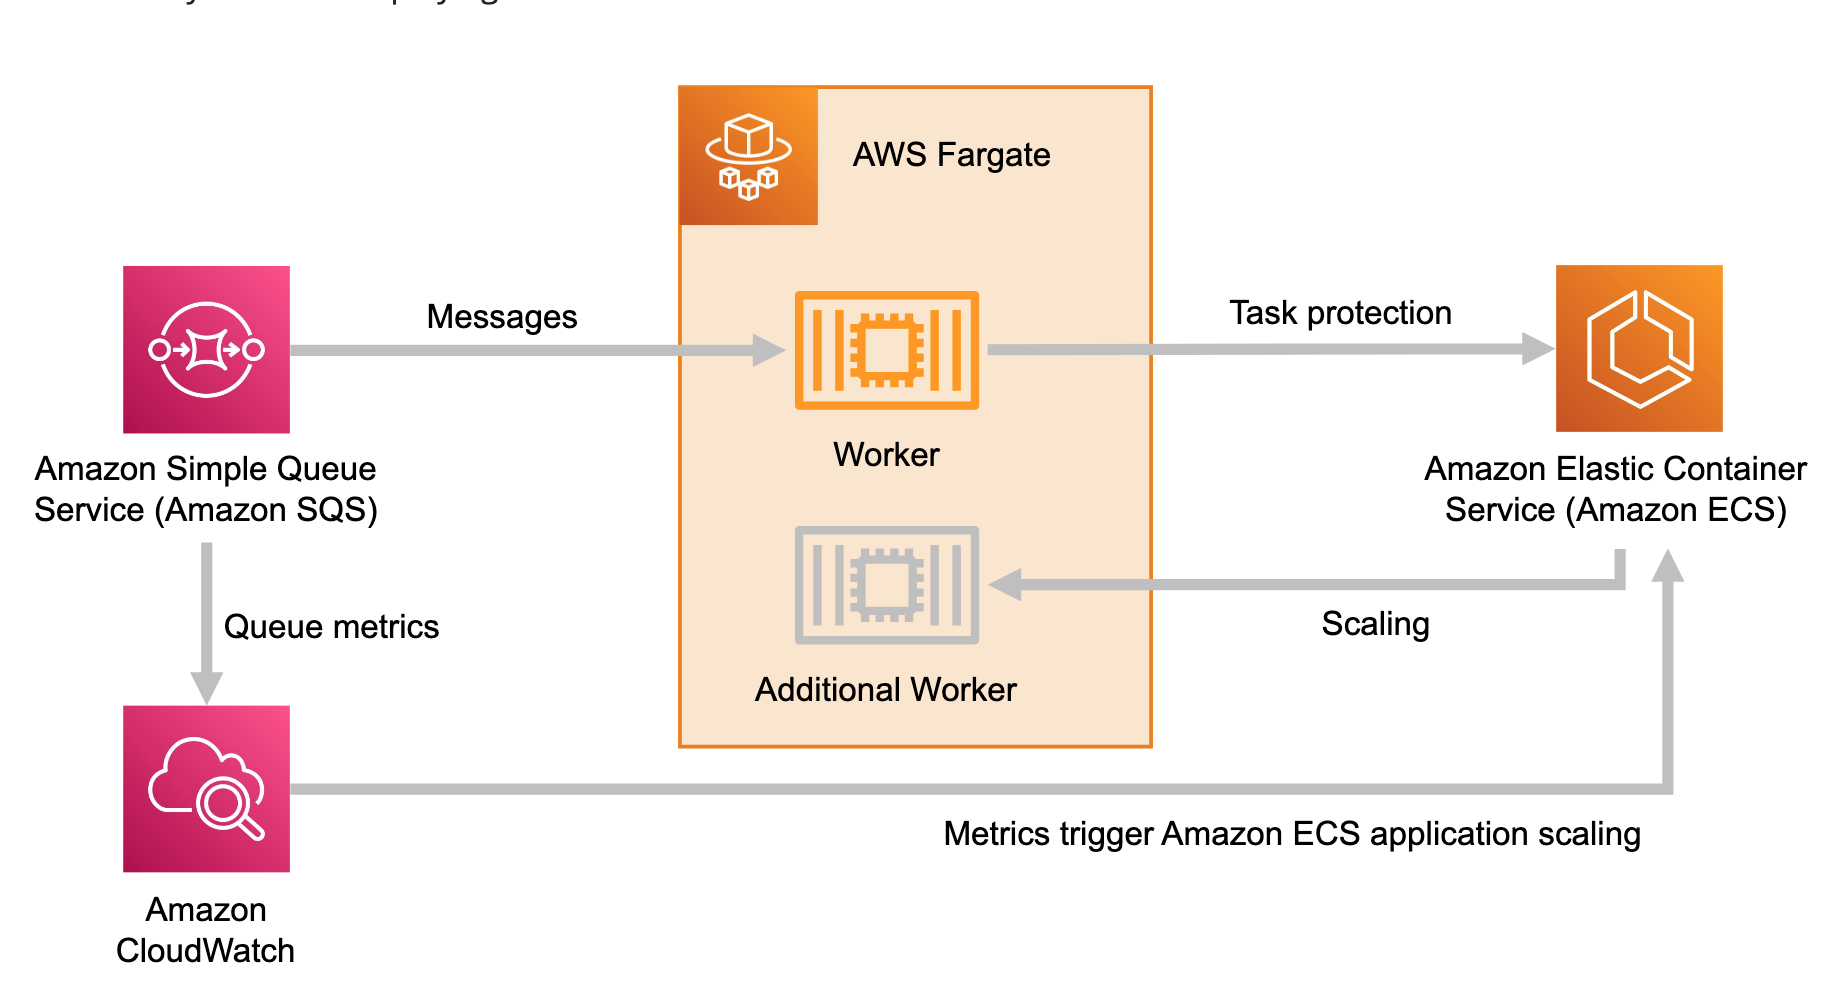 AWS Fargate
Messages
Task protection
Worker
Amazon Simple Queue
Service (Amazon SQS)
Amazon Elastic Container
Service (Amazon ECS)
Queue metrics
Scaling
Additional Worker
Metrics trigger Amazon ECS application scaling
Amazon
CloudWatch